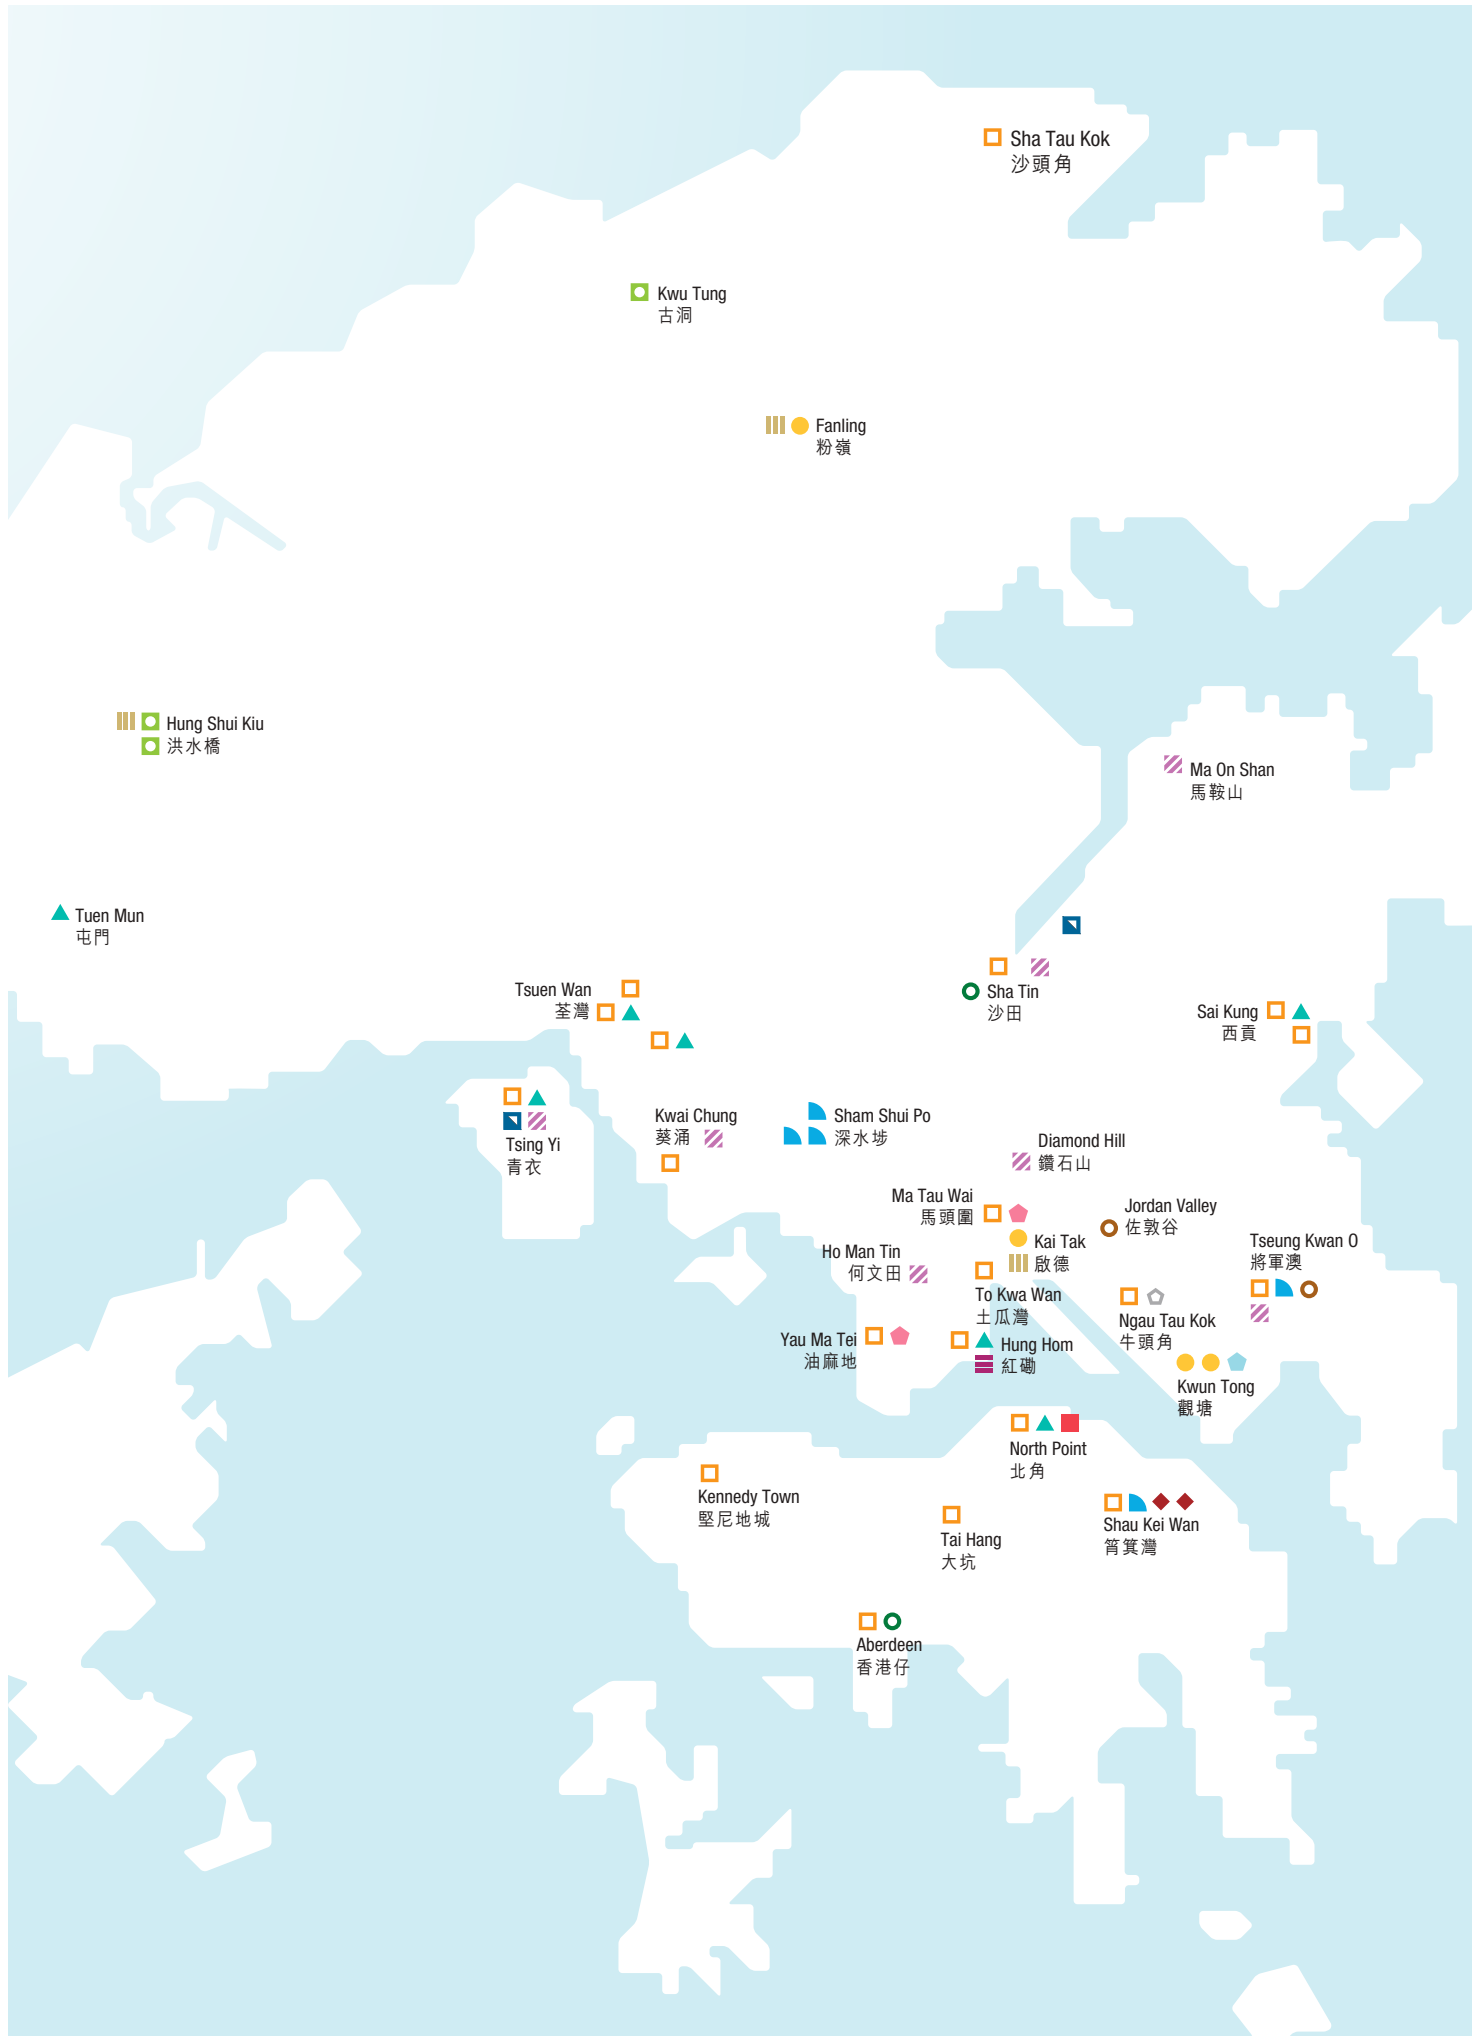 Sha Tau Kok
沙頭角
Kwu Tung
古洞
Fanling
粉嶺
Hung Shui Kiu
洪水橋
Ma On Shan
馬鞍山
Tuen Mun
屯門
Tsuen Wan
荃灣
Sha Tin
沙田
Sai Kung
西貢
Tsing Yi
青衣
Kwai Chung
葵涌
Sham Shui Po
深水埗
Diamond Hill
鑽石山
Ma Tau Wai
馬頭圍
Jordan Valley
佐敦谷
Kai Tak
啟德
Tseung Kwan O
將軍澳
Ho Man Tin
何文田
To Kwa Wan
土瓜灣
Ngau Tau Kok
牛頭角
Yau Ma Tei
油麻地
Hung Hom
紅磡
Kwun Tong
觀塘
North Point
北角
Kennedy Town
堅尼地城
Tai Hang
大坑
Shau Kei Wan
筲箕灣
Aberdeen
香港仔